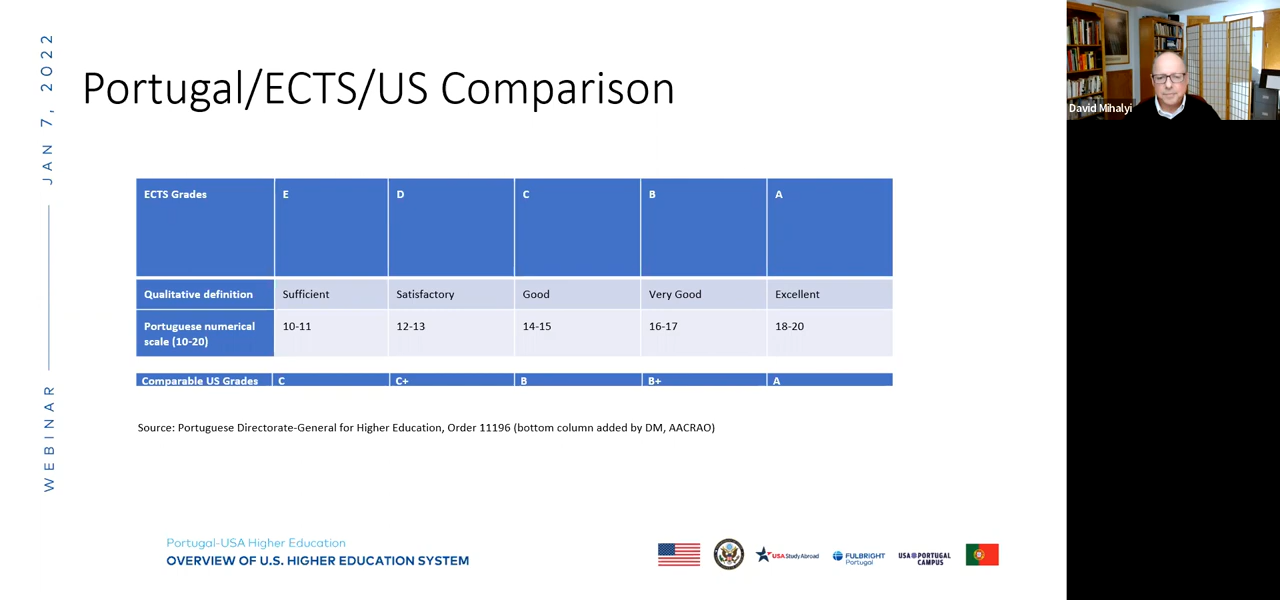 WEBINAR JAN 7, 2022
Portugal/ECTS/US Comparison
ECTS Grades E D C B A
Qualitative definition Sufficient Satisfactory Good Very Good Excellent
Portuguese numerical scale (10-20) 10-11 12-13 14-15 16-17 18-20
Comparable US Grades C C+ B B+ A
Source: Portuguese Directorate-General for Higher Education, Order 11196 (bottom column added by DM, AACRAO)
Portugal-USA Higher Education
OVERVIEW OF U.S. HIGHER EDUCATION SYSTEM
USA Study Abroad
FULBRIGHT
Portugal
USA PORTUGAL
CAMPUS
David Mihalyi